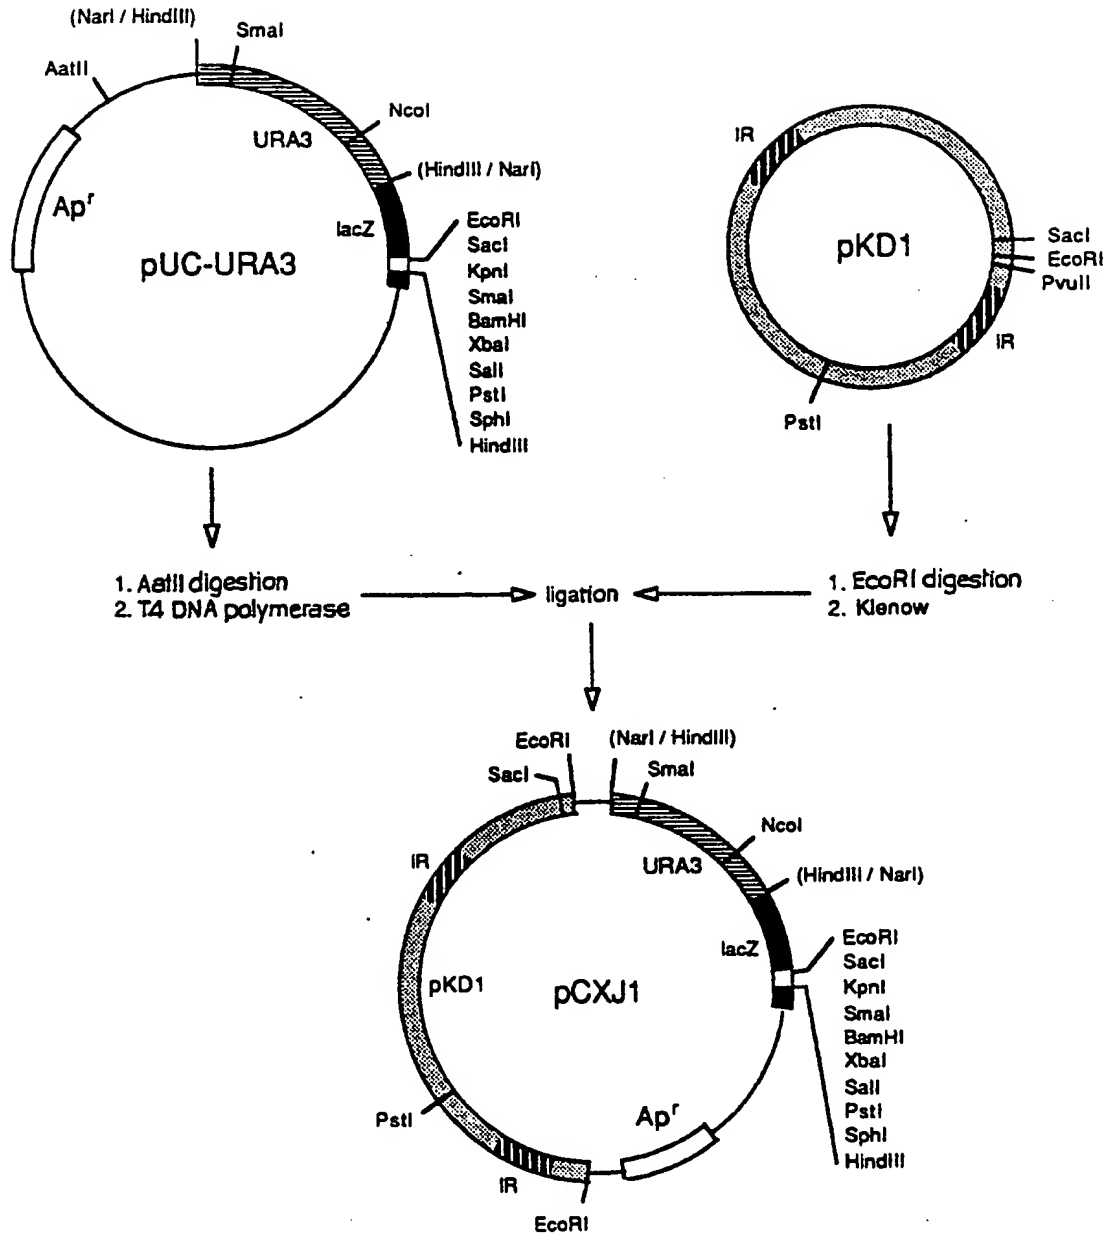 (NarI / HindIII)
SmaI
AatII
NcoI
URA3
(HindIII / NarI)
Apr
lacZ
pUC-URA3
EcoRI
SacI
KpnI
SmaI
BamHI
XbaI
SalI
PstI
SphI
HindIII
IR
pKD1
SacI
EcoRI
PvuII
IR
PstI
1. AatII digestion
2. T4 DNA polymerase
ligation
1. EcoRI digestion
2. Klenow
EcoRI
(NarI / HindIII)
SacI
SmaI
NcoI
IR
URA3
(HindIII / NarI)
lacZ
pKD1
pCXJ1
EcoRI
SacI
KpnI
SmaI
BamHI
XbaI
SalI
PstI
SphI
HindIII
PstI
Apr
IR
EcoRI